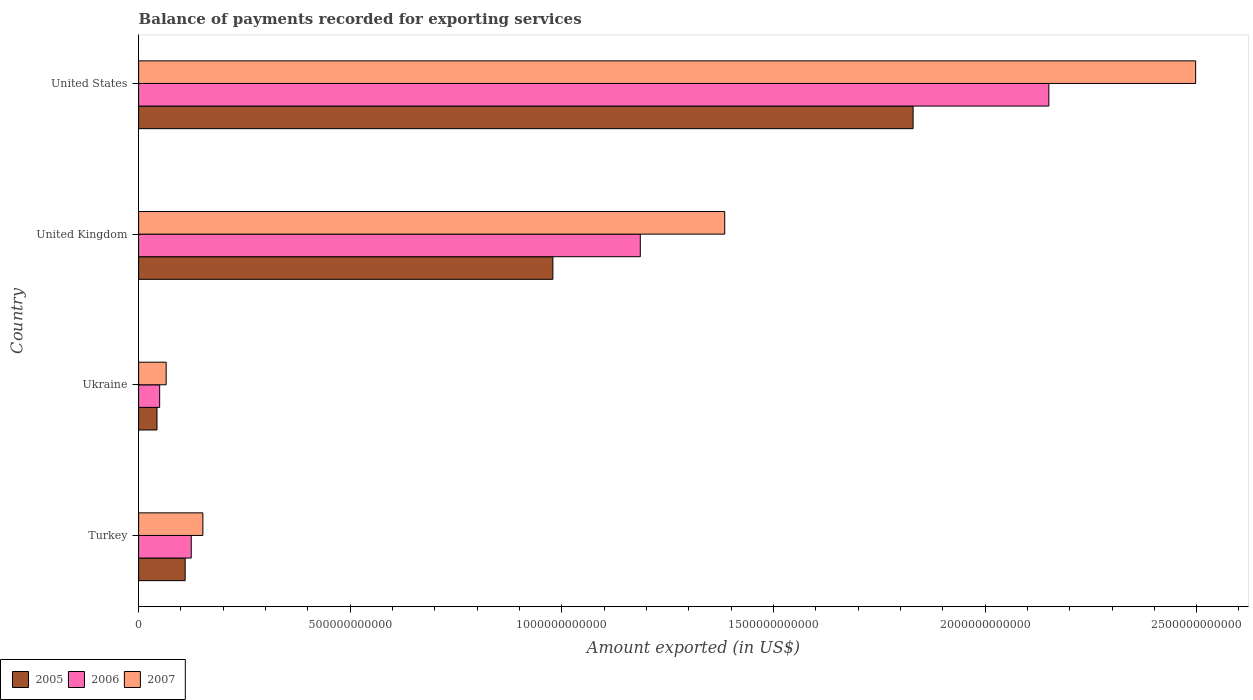 Balance of payments recorded for exporting services
United States
United Kingdom
Ukraine
Turkey
Country
0
500000000000
1000000000000
1500000000000
2000000000000
2500000000000
Amount exported (in US$)
2005
2006
2007